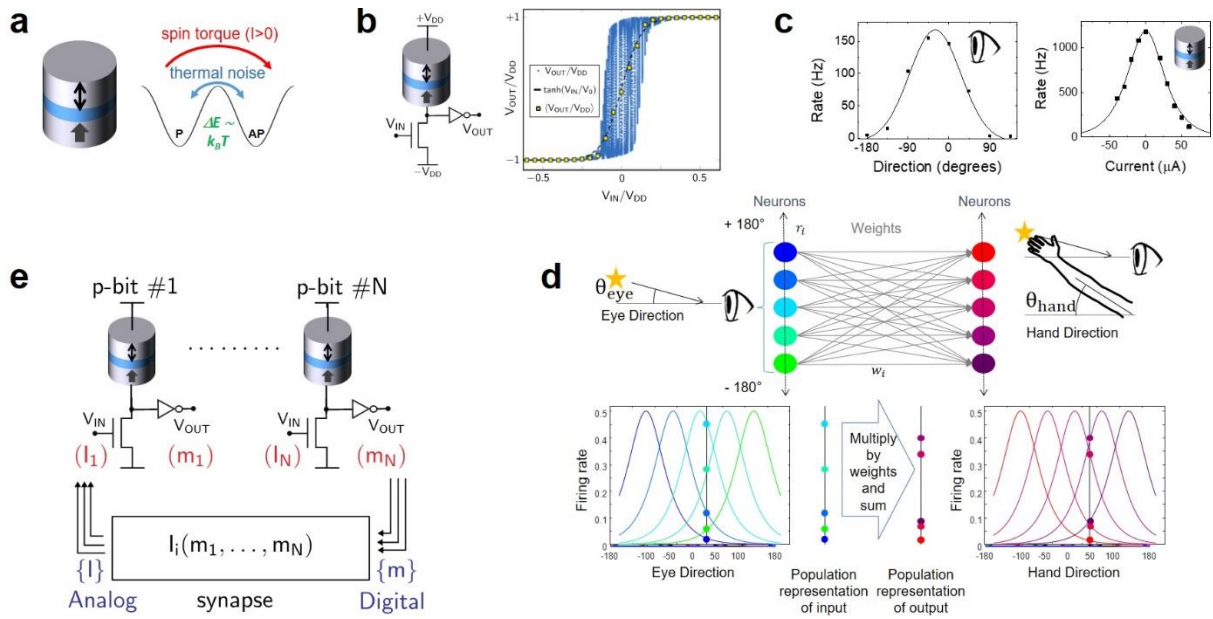 a
spin torque (I>0)
thermal noise
P
ΔE ~
k_BT
AP
b
+V_DD
V_IN
V_OUT
−V_DD
V_OUT/V_DD
+1
−1
· V_OUT/V_DD
tanh(V_IN/V_0)
⟨V_OUT/V_DD⟩
-0.5
0
0.5
V_IN/V_DD
c
Rate (Hz)
150
100
50
0
-180
-90
0
90
Direction (degrees)
Rate (Hz)
1000
500
0
-50
0
50
Current (μA)
d
Neurons
Neurons
+ 180°
r_i
Weights
θ_eye
Eye Direction
θ_hand
Hand Direction
- 180°
w_i
Firing rate
0.5
0.4
0.3
0.2
0.1
0
-180
-100
-50
0
50
100
180
Eye Direction
Multiply
by
weights
and
sum
Population
representation
of input
Population
representation
of output
Firing rate
0.5
0.4
0.3
0.2
0.1
0
-180
-100
-50
0
50
100
180
Hand Direction
e
p-bit #1
p-bit #N
V_IN
V_OUT
(I_1)
(m_1)
V_IN
V_OUT
(I_N)
(m_N)
I_i(m_1, . . . , m_N)
{I}
{m}
Analog
synapse
Digital